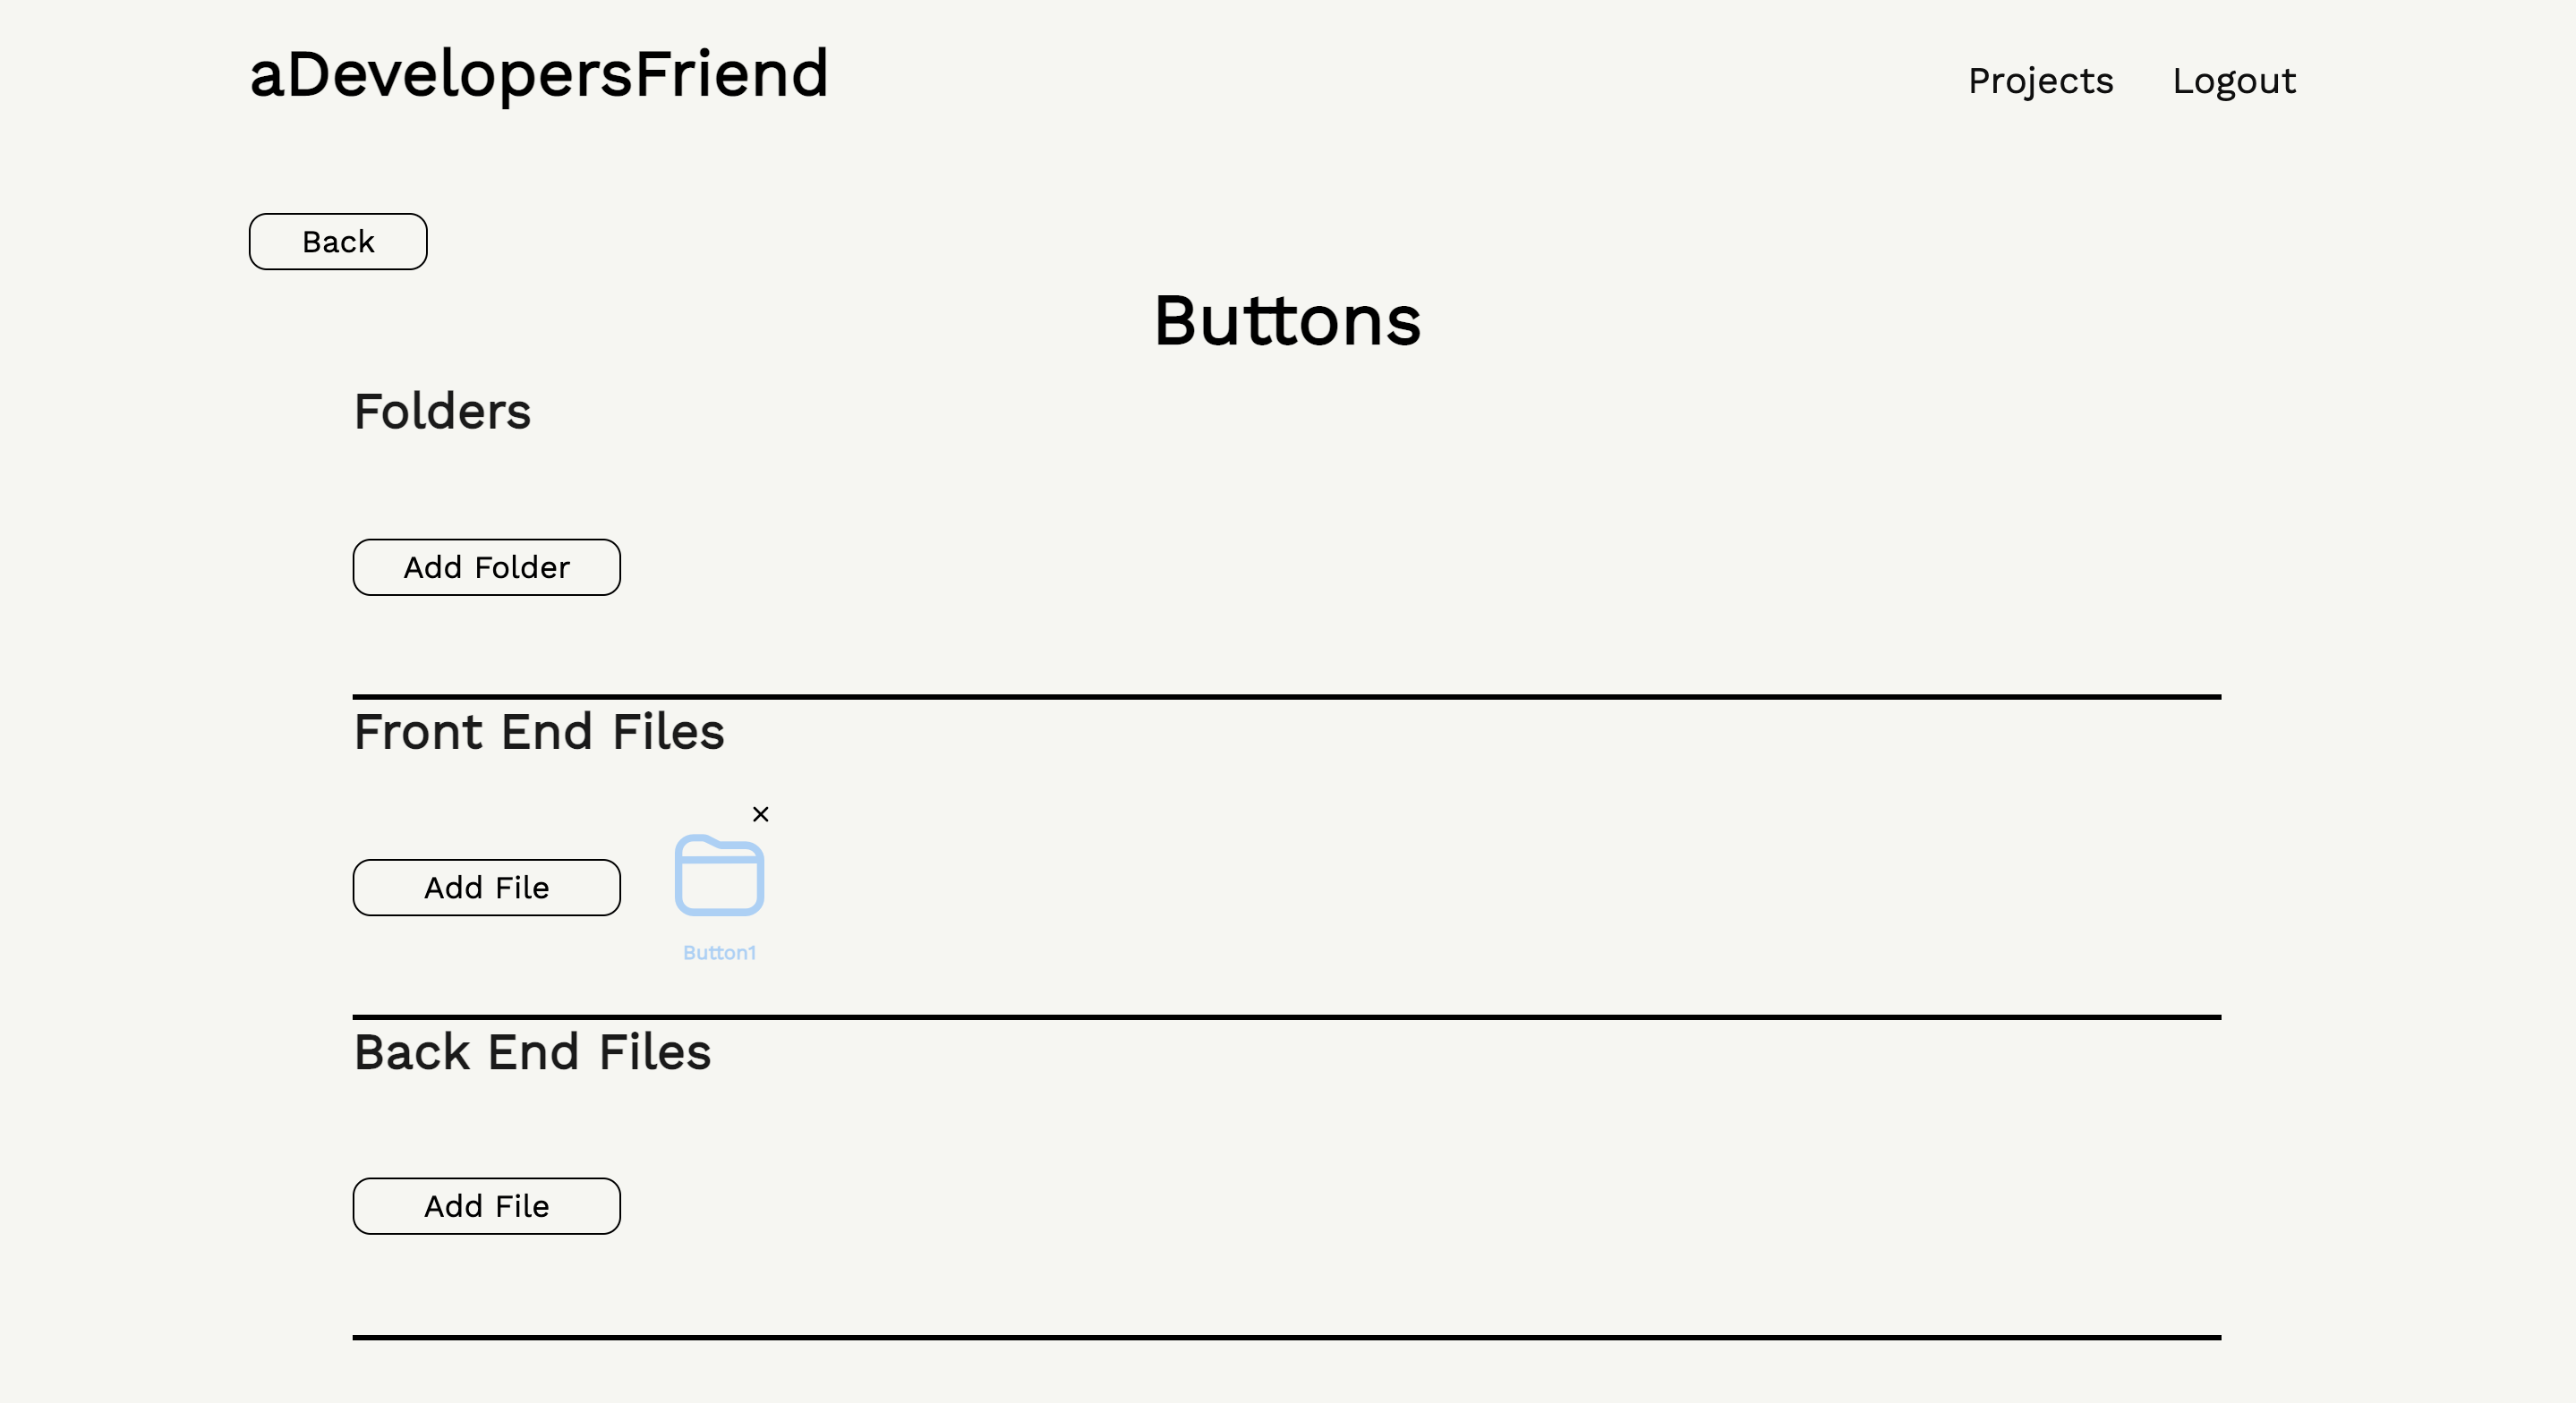 aDevelopersFriend
Projects Logout
Back
Buttons
Folders
Add Folder
Front End Files
Add File
Button1
Back End Files
Add File